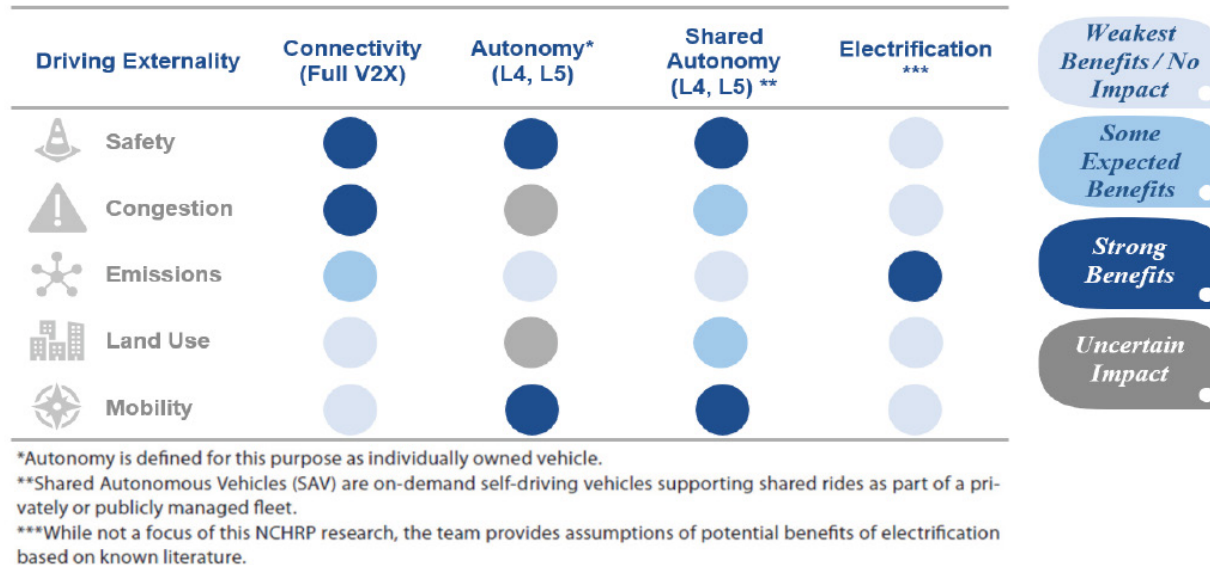 Driving Externality
Connectivity
(Full V2X)
Autonomy*
(L4, L5)
Shared
Autonomy
(L4, L5) **
Electrification
***
Safety
Congestion
Emissions
Land Use
Mobility
Weakest
Benefits / No
Impact
Some
Expected
Benefits
Strong
Benefits
Uncertain
Impact
*Autonomy is defined for this purpose as individually owned vehicle.
**Shared Autonomous Vehicles (SAV) are on-demand self-driving vehicles supporting shared rides as part of a pri-
vately or publicly managed fleet.
***While not a focus of this NCHRP research, the team provides assumptions of potential benefits of electrification
based on known literature.